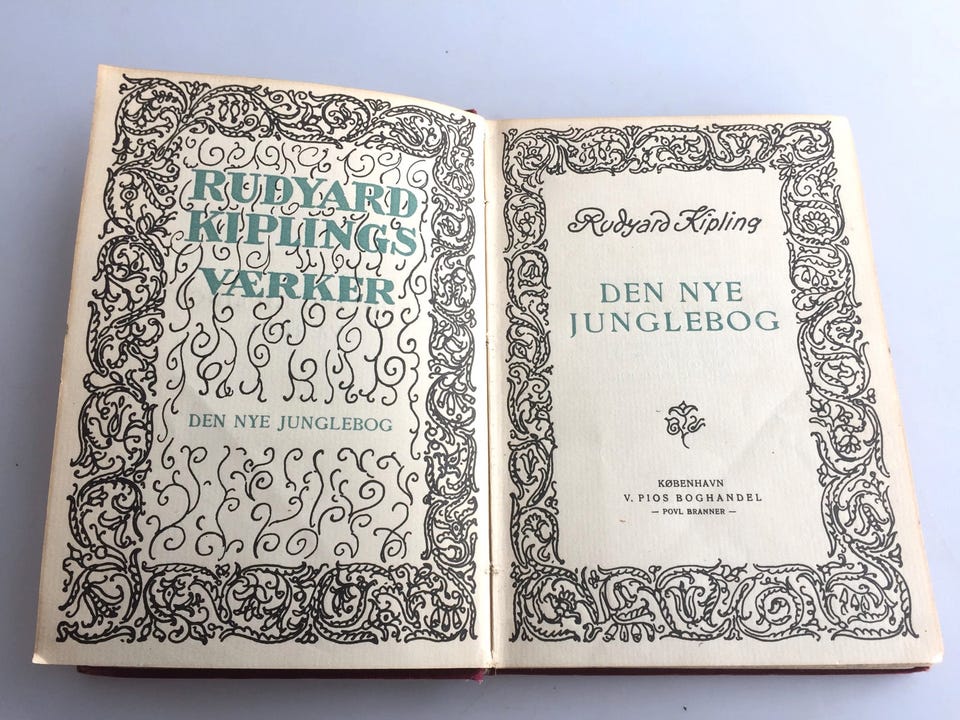 RUDYARD
KIPLINGS
VÆRKER
DEN NYE JUNGLEBOG
Rudyard Kipling
DEN NYE
JUNGLEBOG
KØBENHAVN
V. PIOS BOGHANDEL
— POVL BRANNER —